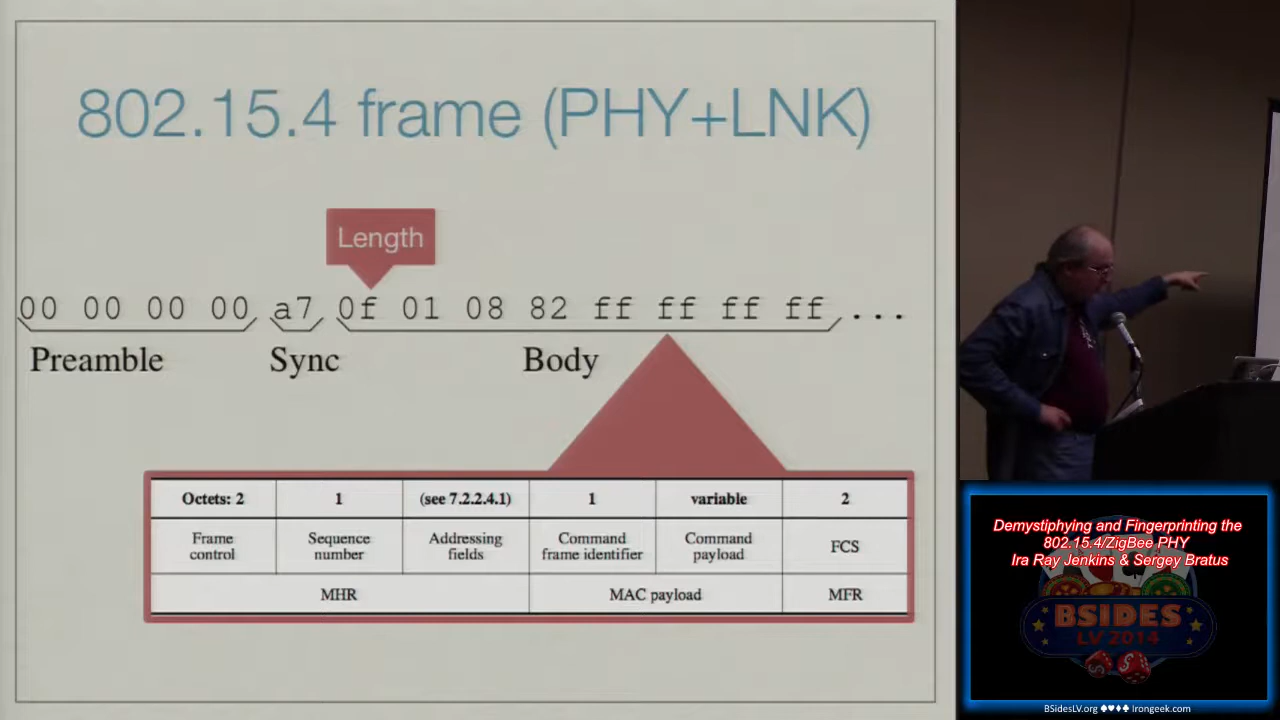 802.15.4 frame (PHY+LNK)
Length
00 00 00 00 a7 0f 01 08 82 ff ff ff ff ...
Preamble Sync Body
Octets: 2 1 (see 7.2.2.4.1) 1 variable 2
Frame control Sequence number Addressing fields Command frame identifier Command payload FCS
MHR MAC payload MFR
Demystiphying and Fingerprinting the
802.15.4/ZigBee PHY
Ira Ray Jenkins & Sergey Bratus
BSIDES
LV 2014
BSidesLV.org ♠♥♦♣ Irongeek.com